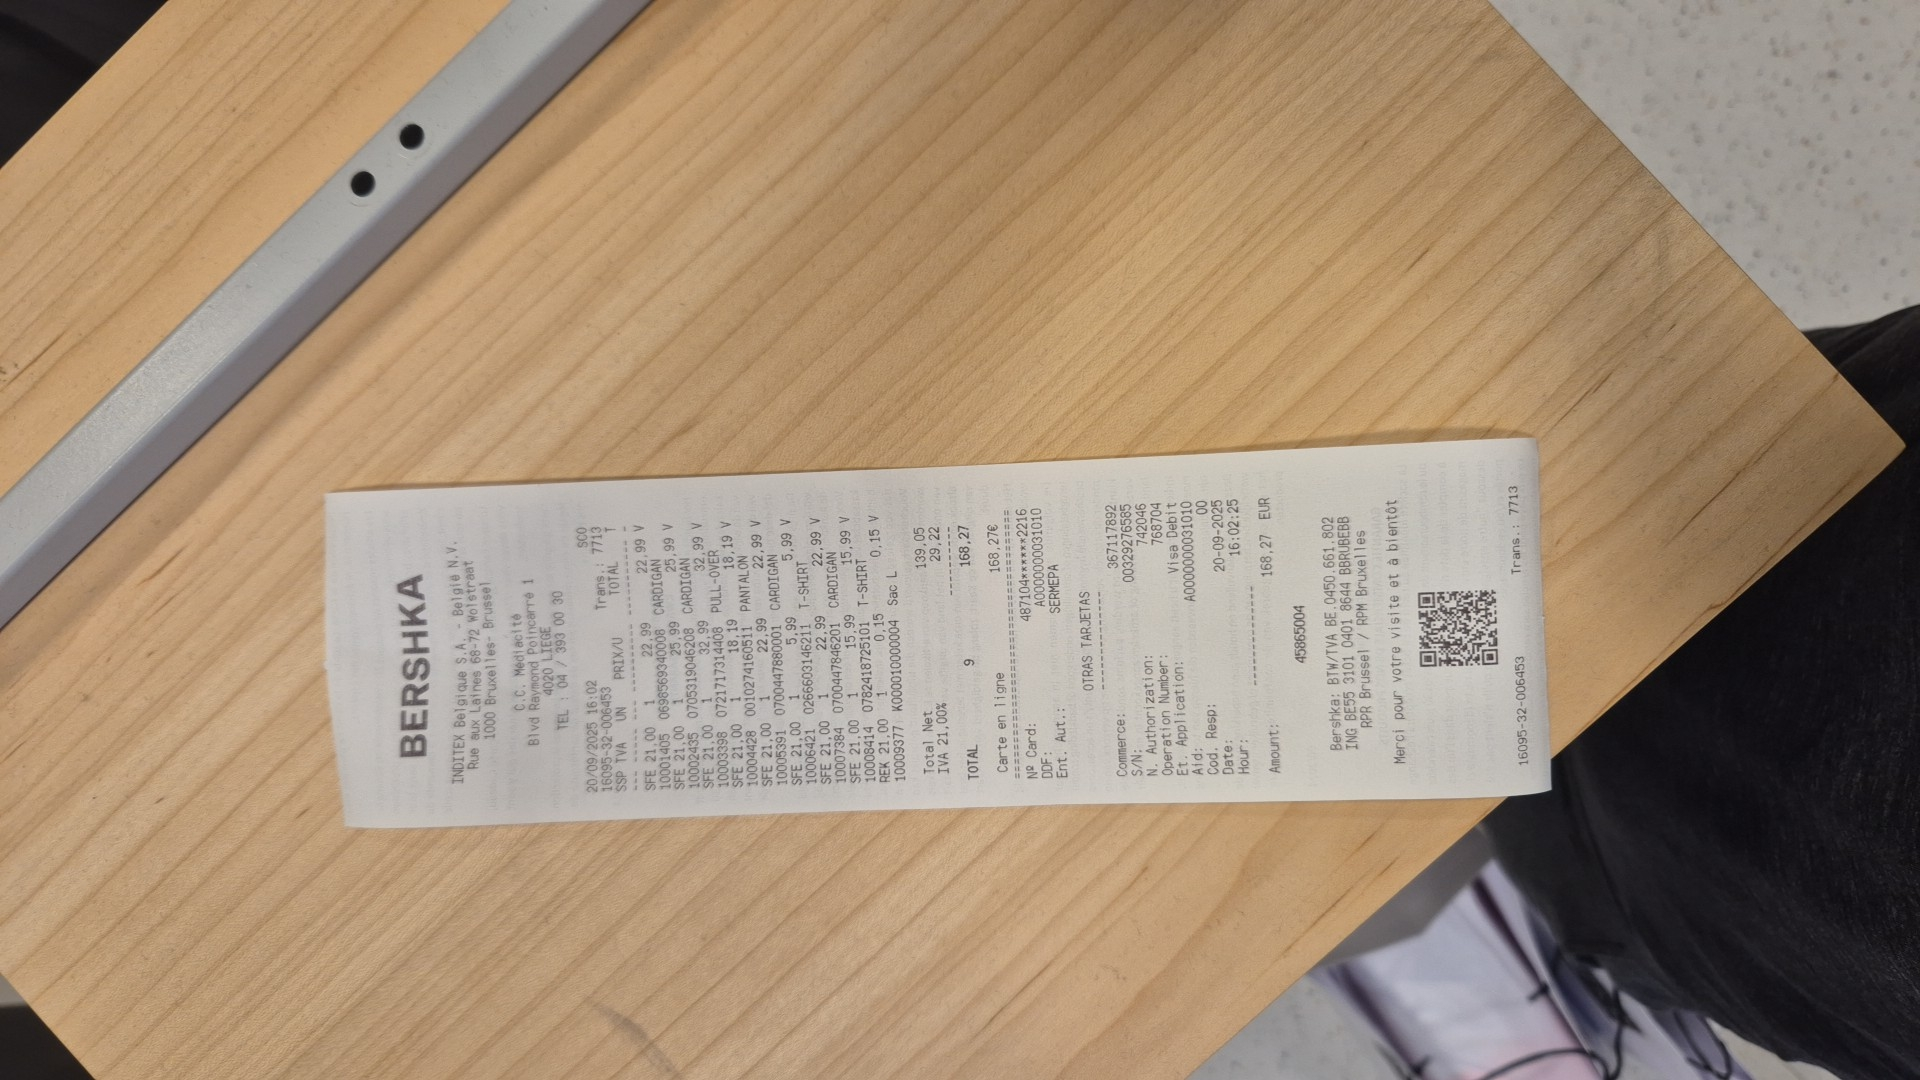 BERSHKA
INDITEX Belgique S.A. - Belgie N.V.
Rue aux Laines 68-72 Wolstraat
1000 Bruxelles- Brussel
C.C. Médiacité
Blvd Raymond Poincarré 1
4020 LIEGE
TEL : 04 / 393 00 30
SCO
20/09/2025 16:02 Trans.: 7713
16095-32-006453
SSP TVA UN PRIX/U TOTAL T
SFE 21,00 1 22,99 22,99 V
10001405 069856940008 CARDIGAN
SFE 21,00 1 25,99 25,99 V
10002435 0705319046208 CARDIGAN
SFE 21,00 1 32,99 32,99 V
10003398 0721717314408 PULL-OVER
SFE 21,00 1 18,19 18,19 V
10004428 0010274160511 PANTALON
SFE 21,00 1 22,99 22,99 V
10005391 0700447880001 CARDIGAN
SFE 21,00 1 5,99 5,99 V
10006421 0266603146211 T-SHIRT
SFE 21,00 1 22,99 22,99 V
10007384 0700447846201 CARDIGAN
SFE 21,00 1 15,99 15,99 V
10008414 0782418725101 T-SHIRT
REK 21,00 1 0,15 0,15 V
10009377 K0000100000004 Sac L
Total Net 139,05
IVA 21,00% 29,22
TOTAL 9 168,27
Carte en ligne 168,27€
Nº Card: 487104******2216
DDF: A0000000031010
Ent. Aut.: SERMEPA
OTRAS TARJETAS
Commerce: 367117892
S/N: 00329276585
N. Authorization: 742046
Operation Number: 768704
Et. Application: Visa Debit
Aid: A0000000031010
Cod. Resp: 00
Date: 20-09-2025
Hour: 16:02:25
Amount: 168,27 EUR
45865004
Bershka: BTW/TVA BE.0450.661.802
ING BE55 3101 0401 8644 BBRUBEBB
RPR Brussel / RPM Bruxelles
Merci pour votre visite et à bientôt
16095-32-006453 Trans.: 7713